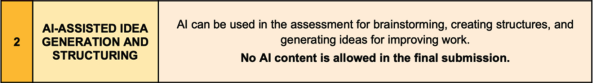 2
AI-ASSISTED IDEA
GENERATION AND
STRUCTURING
AI can be used in the assessment for brainstorming, creating structures, and
generating ideas for improving work.
No AI content is allowed in the final submission.